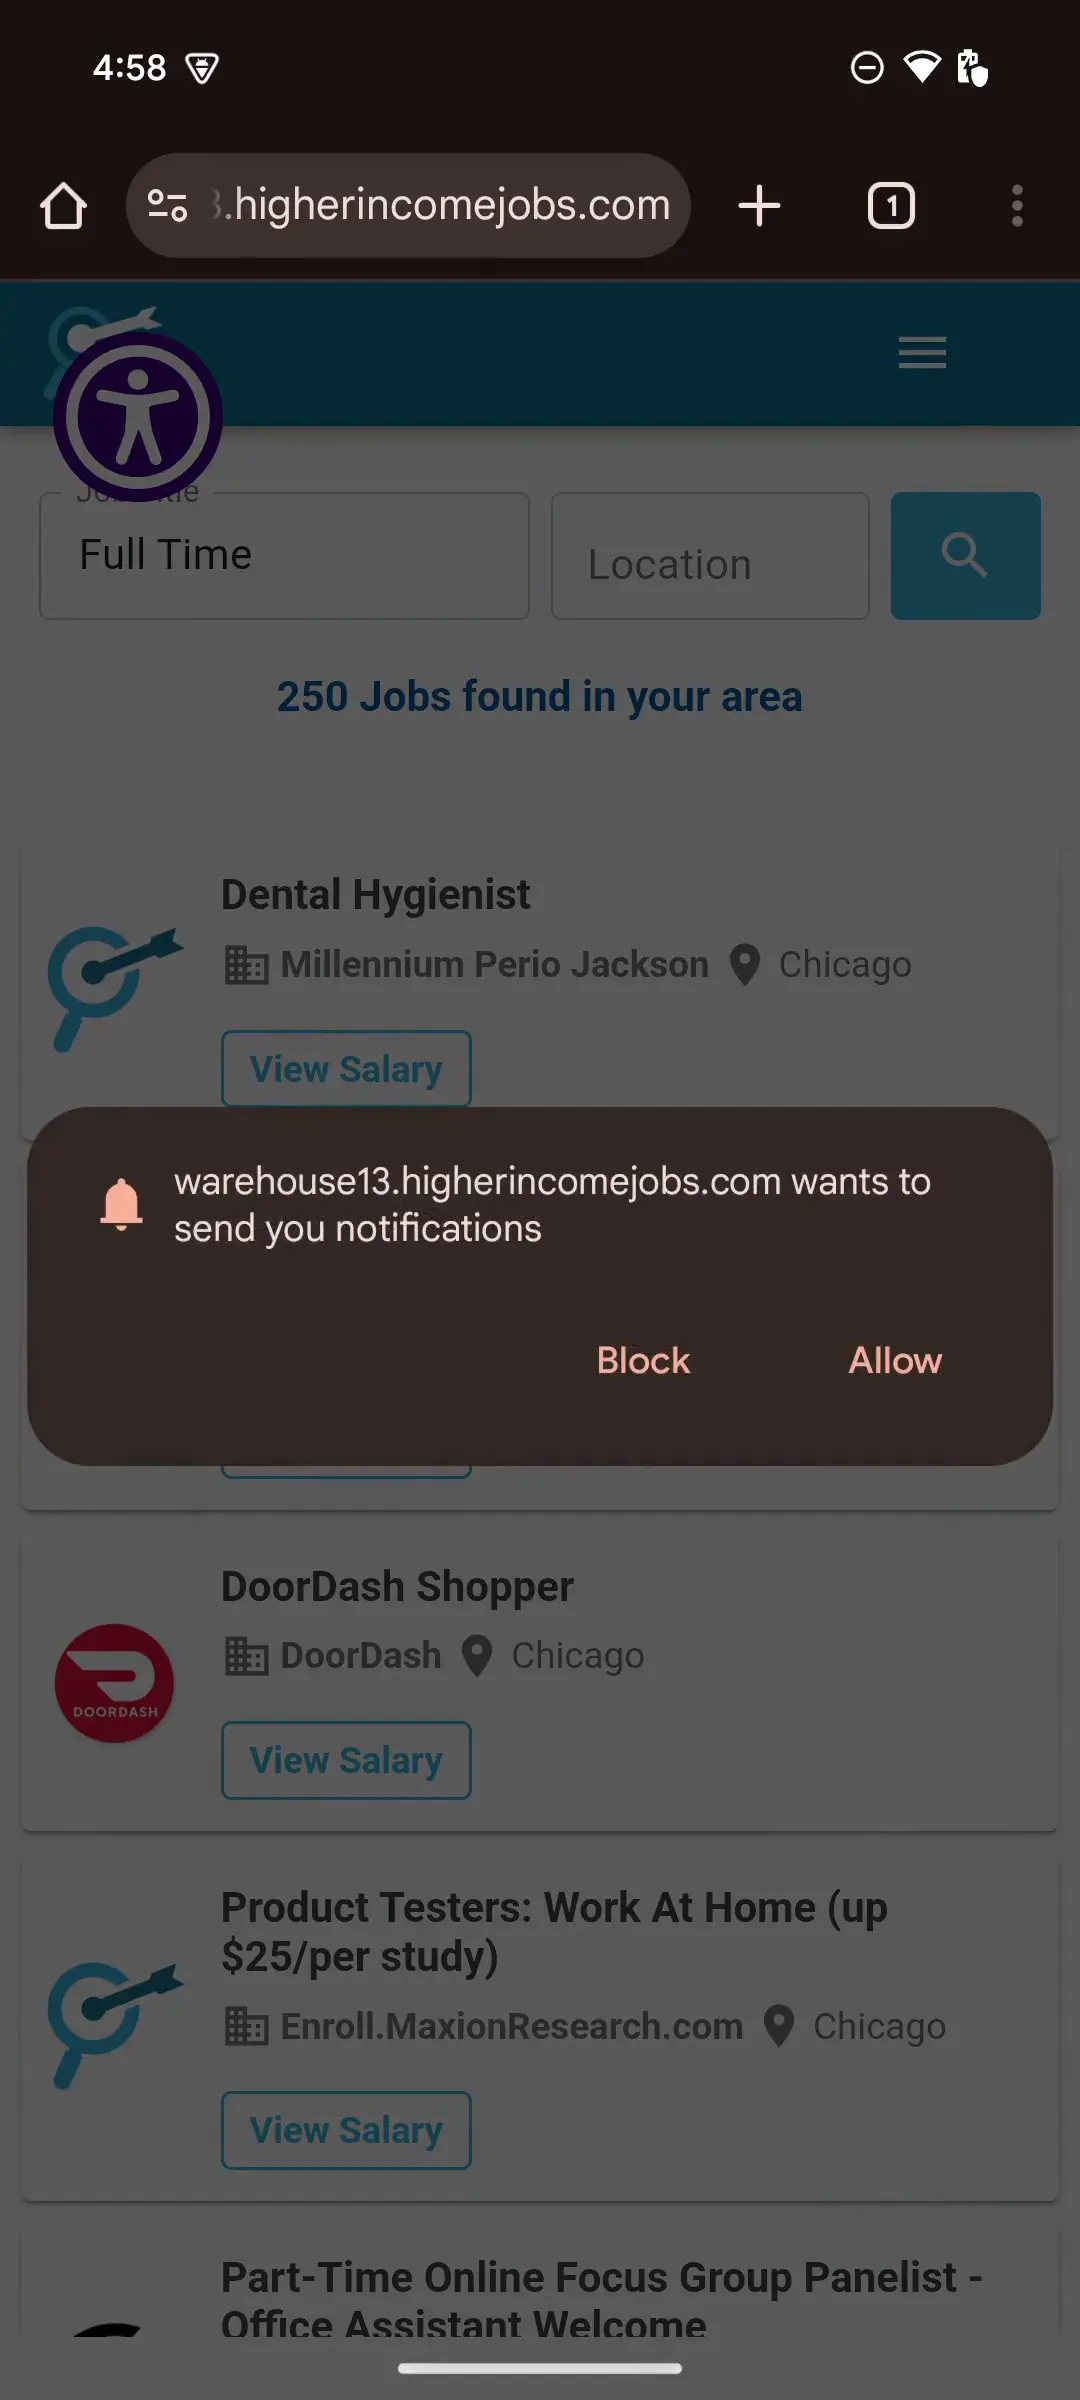 4:58
.higherincomejobs.com
1
Full Time
Location
250 Jobs found in your area
Dental Hygienist
Millennium Perio Jackson Chicago
View Salary
warehouse13.higherincomejobs.com wants to
send you notifications
Block Allow
DoorDash Shopper
DoorDash Chicago
DOORDASH
View Salary
Product Testers: Work At Home (up
$25/per study)
Enroll.MaxionResearch.com Chicago
View Salary
Part-Time Online Focus Group Panelist -
Office Assistant Welcome